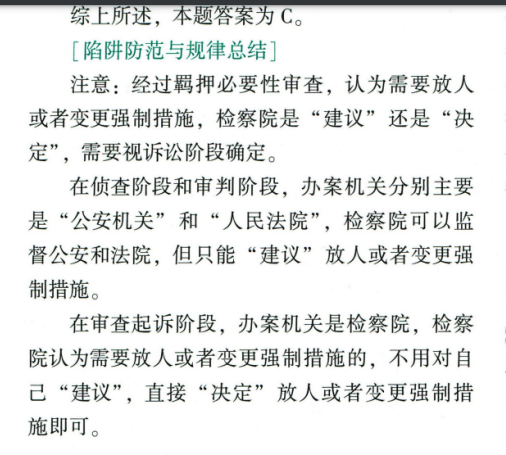 综上所述，本题答案为 C。
[陷阱防范与规律总结]
注意：经过羁押必要性审查，认为需要放人
或者变更强制措施，检察院是“建议”还是“决
定”，需要视诉讼阶段确定。
在侦查阶段和审判阶段，办案机关分别主要
是“公安机关”和“人民法院”，检察院可以监
督公安和法院，但只能“建议”放人或者变更强
制措施。
在审查起诉阶段，办案机关是检察院，检察
院认为需要放人或者变更强制措施的，不用对自
己“建议”，直接“决定”放人或者变更强制措
施即可。